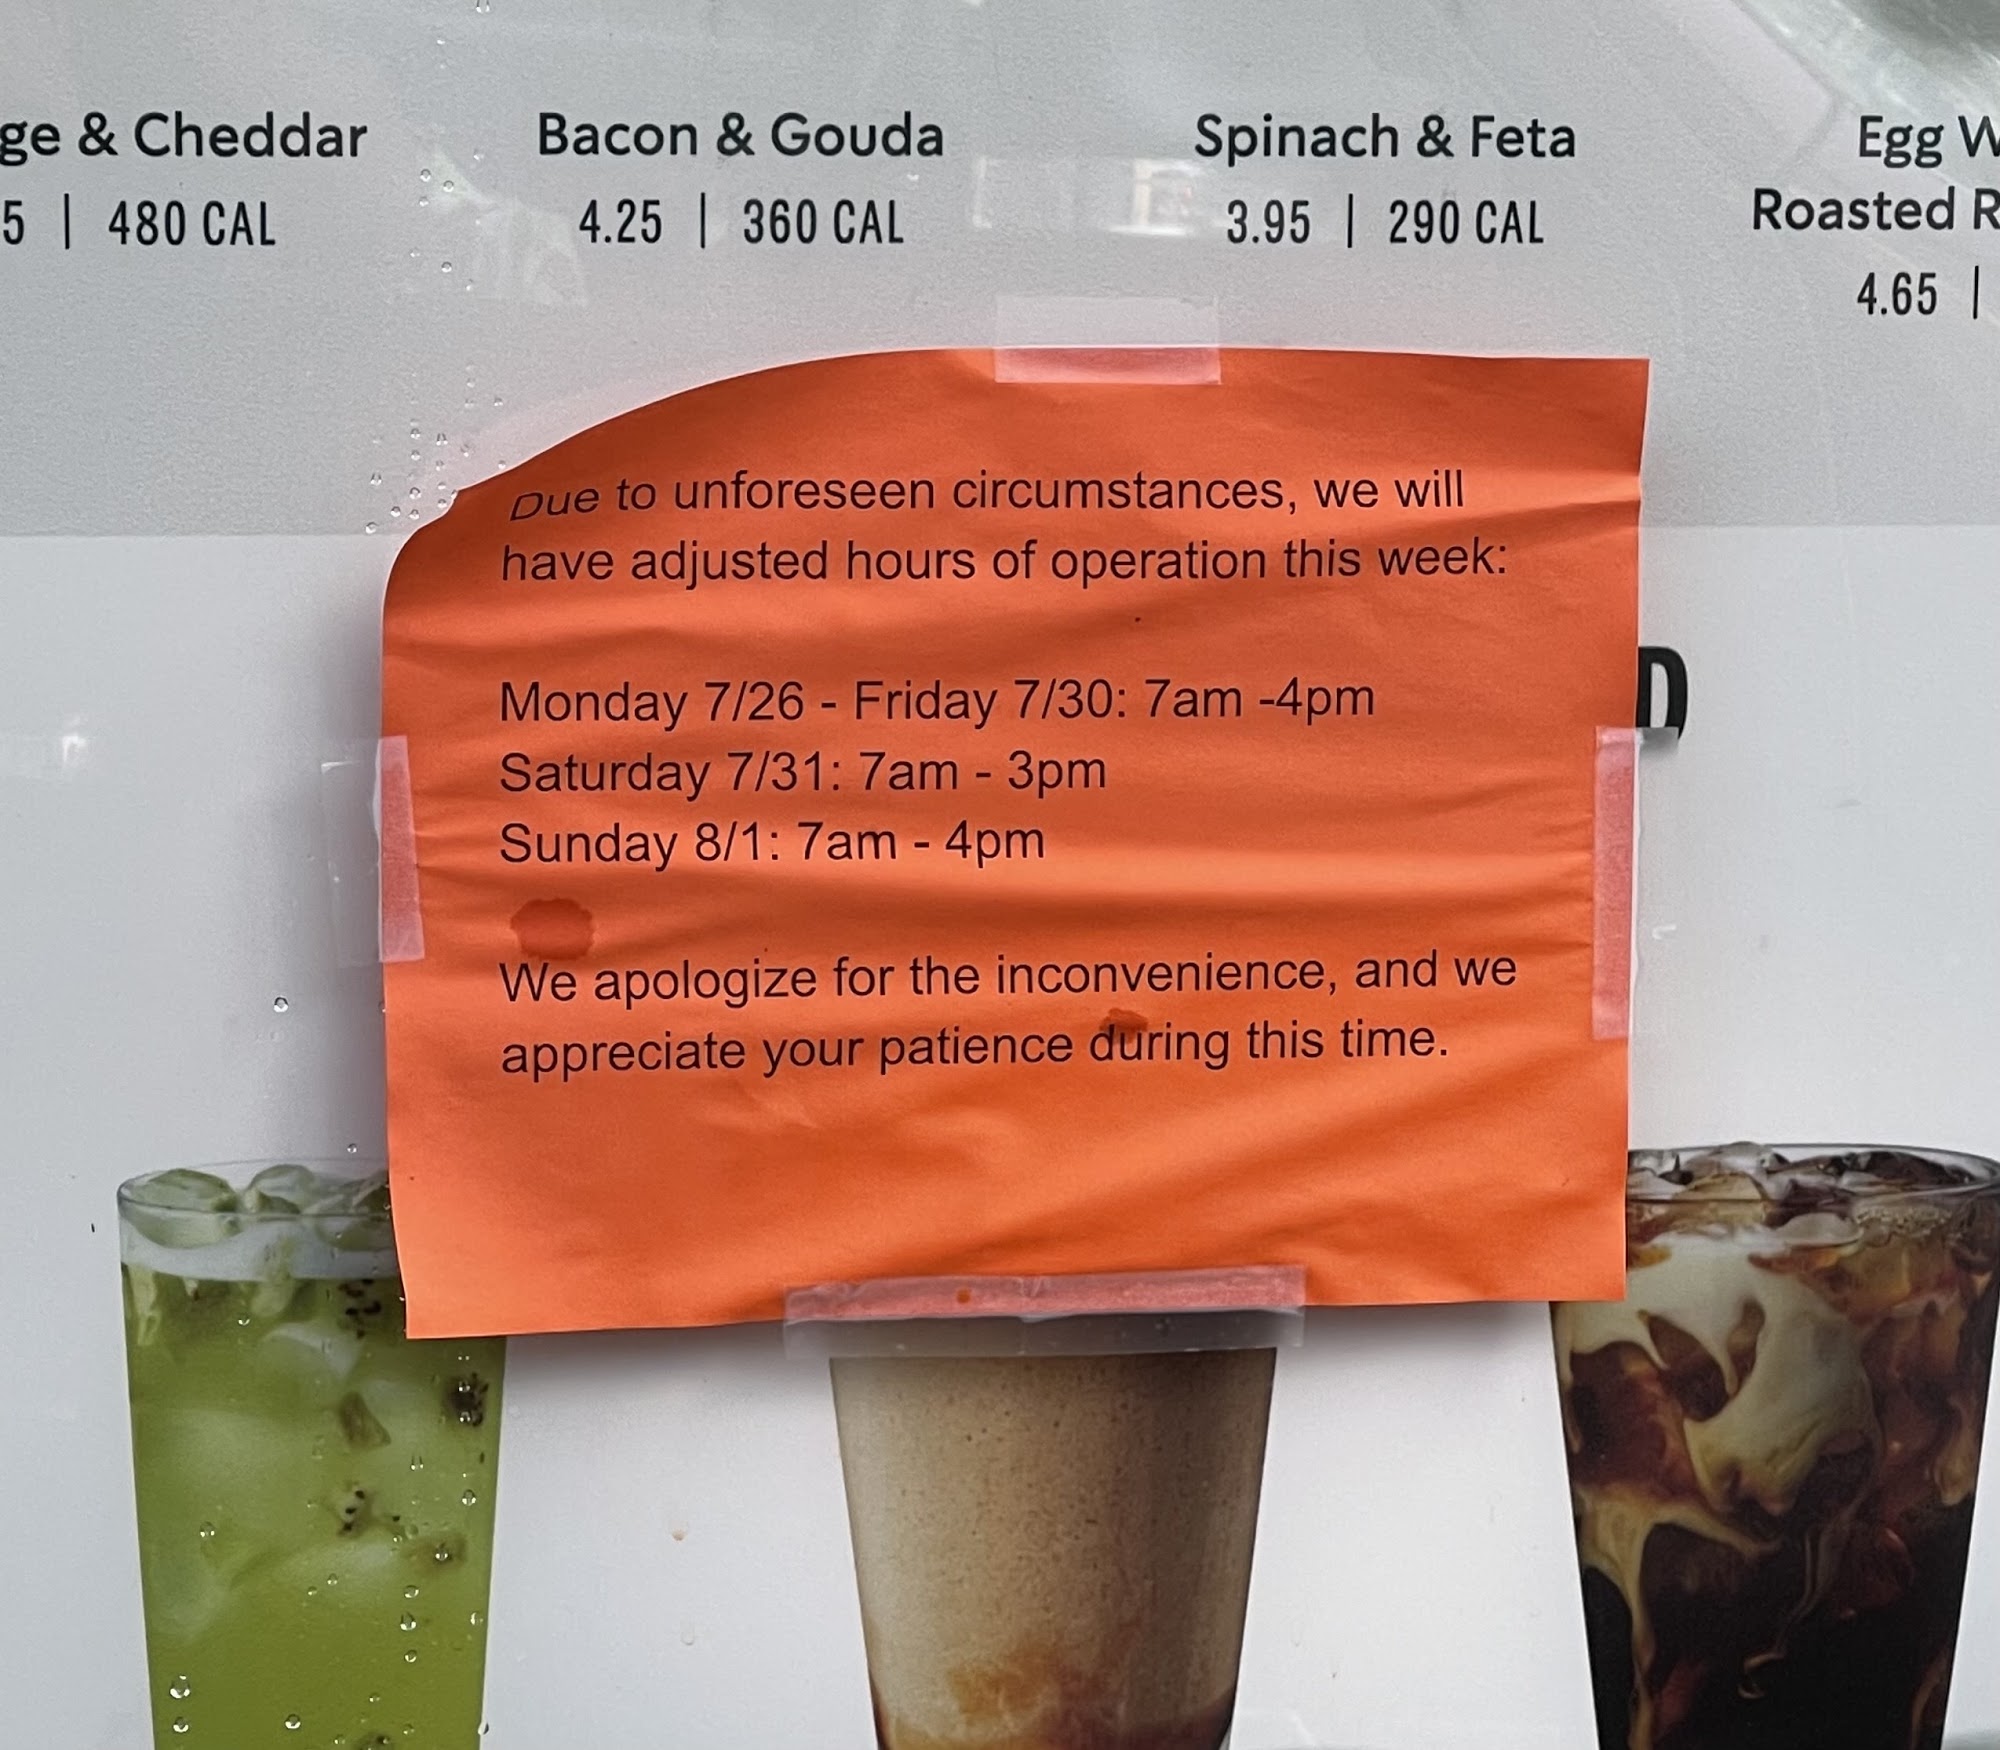 ge & Cheddar
5 | 480 CAL
Bacon & Gouda
4.25 | 360 CAL
Spinach & Feta
3.95 | 290 CAL
Egg W
Roasted R
4.65 |
Due to unforeseen circumstances, we will
have adjusted hours of operation this week:
Monday 7/26 - Friday 7/30: 7am -4pm
Saturday 7/31: 7am - 3pm
Sunday 8/1: 7am - 4pm
We apologize for the inconvenience, and we
appreciate your patience during this time.
D